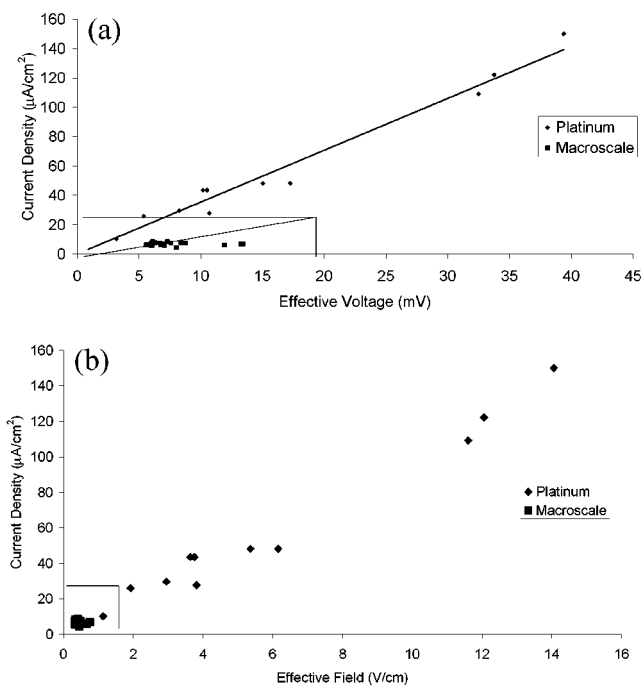 (a)
160
140
120
100
80
60
40
20
0
Current Density (μA/cm²)
Platinum
Macroscale
0 5 10 15 20 25 30 35 40 45
Effective Voltage (mV)
(b)
160
140
120
100
80
60
40
20
0
Current Density (μA/cm²)
Platinum
Macroscale
0 2 4 6 8 10 12 14 16
Effective Field (V/cm)